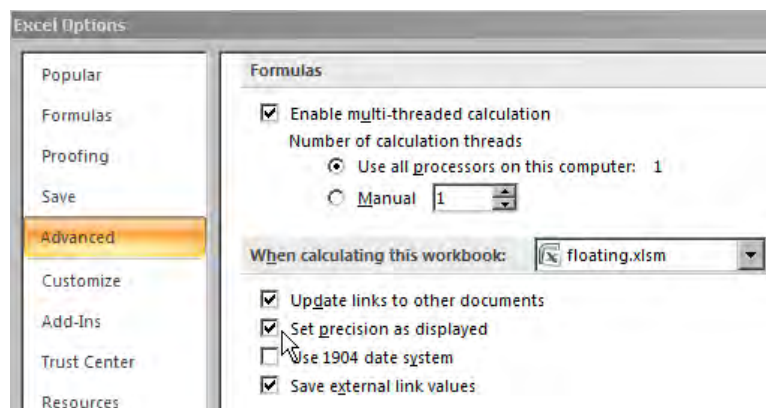 Excel Options
Popular
Formulas
Proofing
Save
Advanced
Customize
Add-Ins
Trust Center
Resources
Formulas
Enable multi-threaded calculation
Number of calculation threads
Use all processors on this computer: 1
Manual 1
When calculating this workbook: floating.xlsm
Update links to other documents
Set precision as displayed
Use 1904 date system
Save external link values